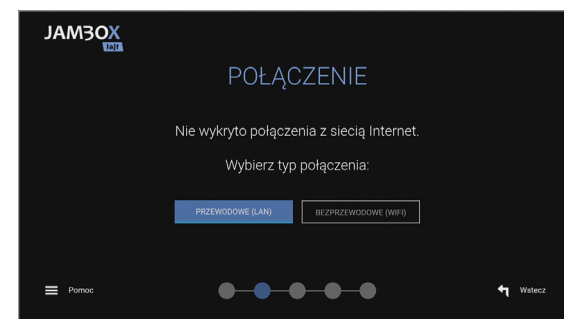 JAMBOX
lajt
POŁĄCZENIE
Nie wykryto połączenia z siecią Internet.
Wybierz typ połączenia:
PRZEWODOWE (LAN)
BEZPRZEWODOWE (WIFI)
Pomoc
Wstecz